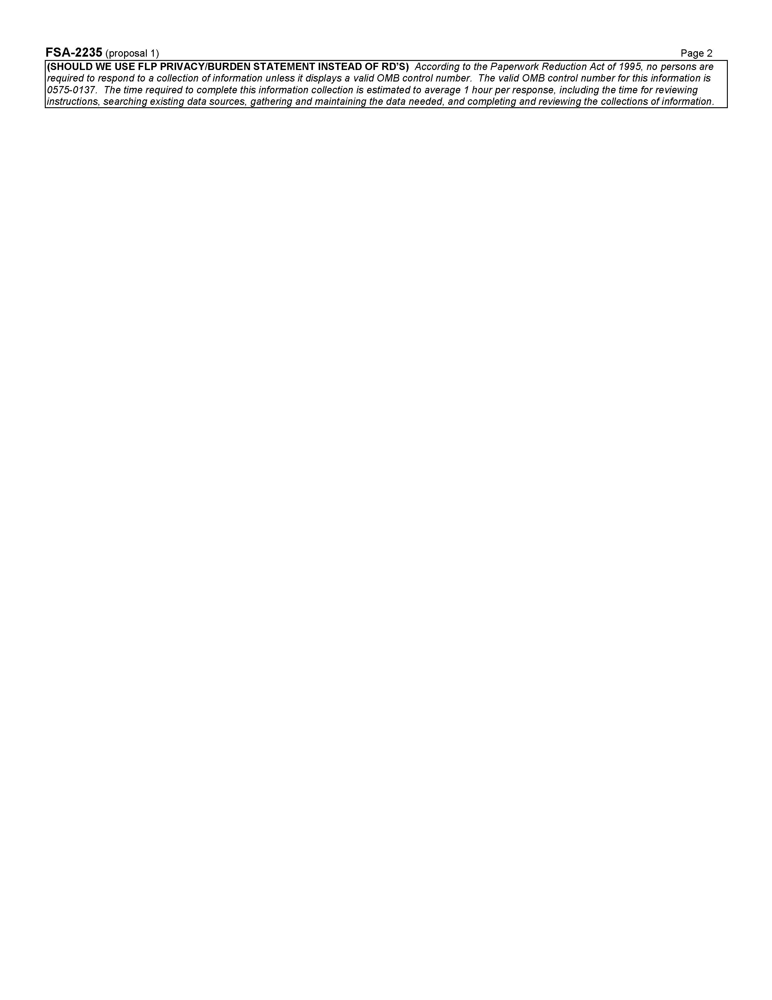 FSA-2235 (proposal 1) Page 2
(SHOULD WE USE FLP PRIVACY/BURDEN STATEMENT INSTEAD OF RD’S)  According to the Paperwork Reduction Act of 1995, no persons are
required to respond to a collection of information unless it displays a valid OMB control number.  The valid OMB control number for this information is
0575-0137.  The time required to complete this information collection is estimated to average 1 hour per response, including the time for reviewing
instructions, searching existing data sources, gathering and maintaining the data needed, and completing and reviewing the collections of information.